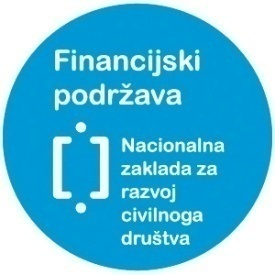 Financijski
podržava
Nacionalna
zaklada za
razvoj
civilnoga
društva